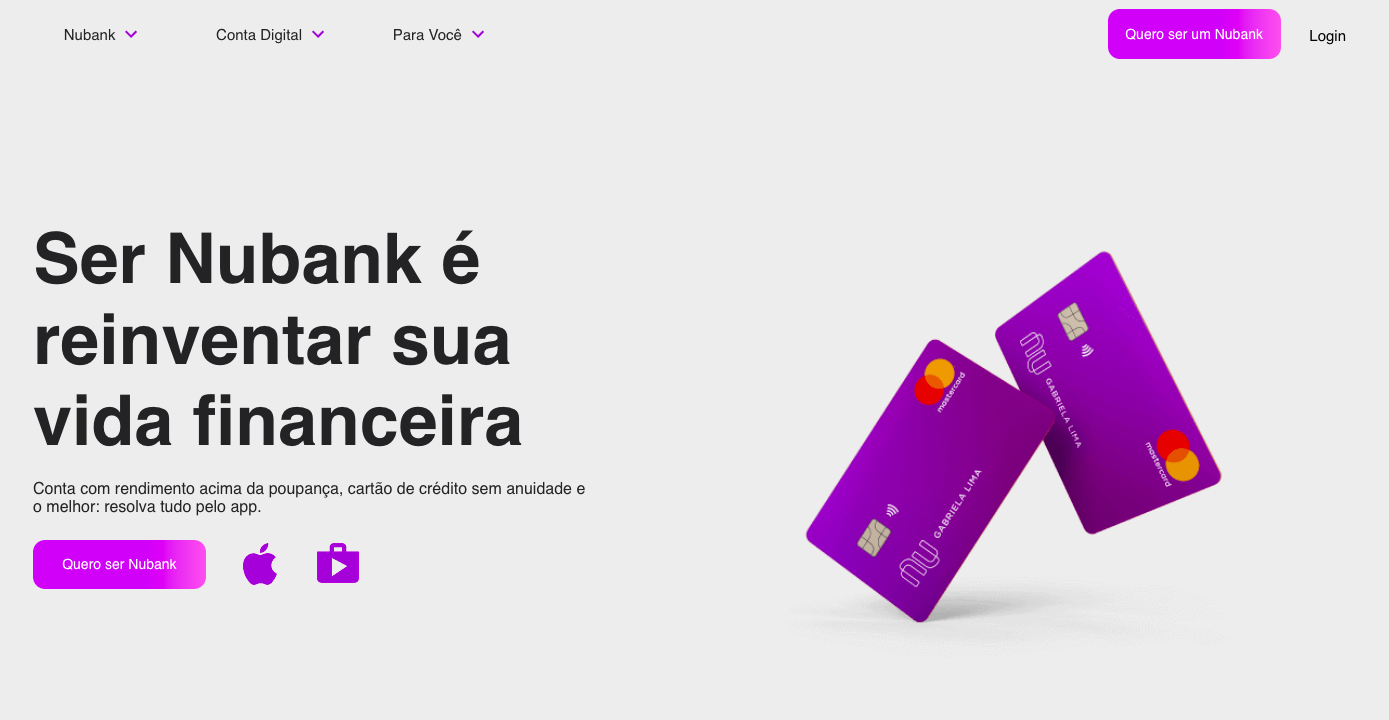 Nubank
Conta Digital
Para Você
Quero ser um Nubank
Login
Ser Nubank é
reinventar sua
vida financeira
Conta com rendimento acima da poupança, cartão de crédito sem anuidade e
o melhor: resolva tudo pelo app.
Quero ser Nubank
mastercard
GABRIELA LIMA
nu
nu
GABRIELA LIMA
mastercard